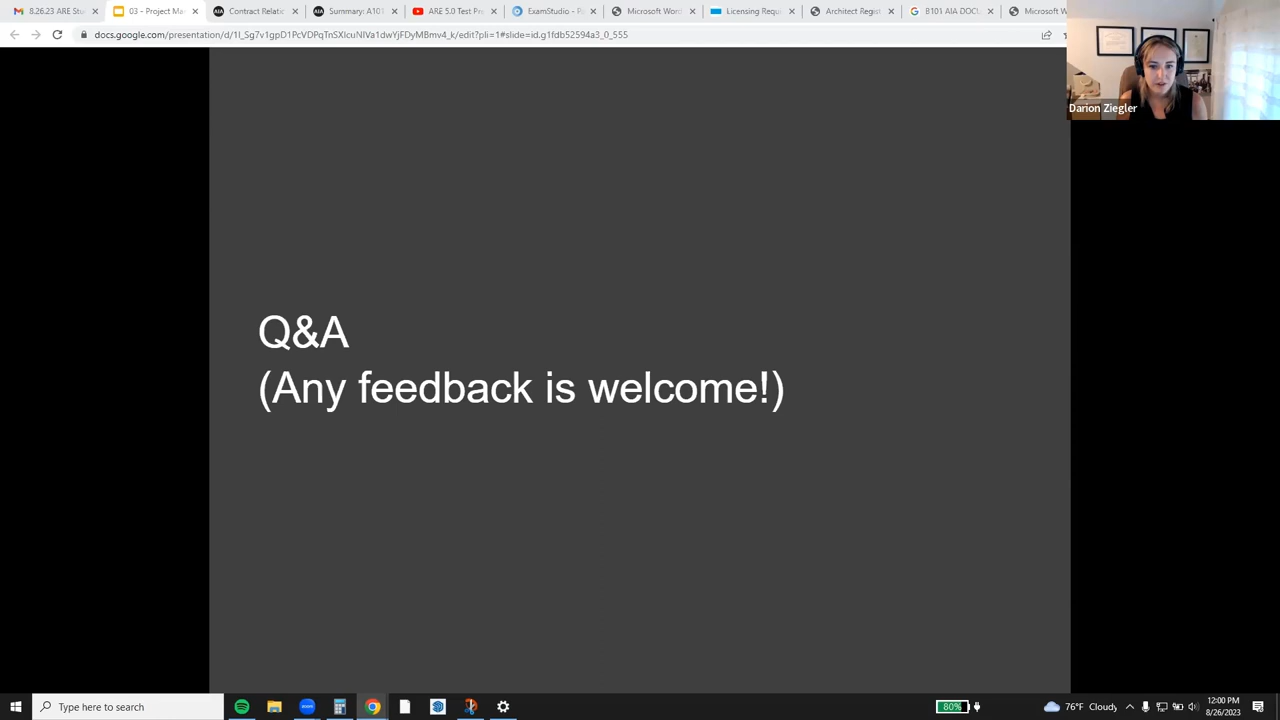 8.26.23 ARE Stu
03 - Project Ma
Contract Relatic
Summary: A101
ARE 5.0 Test Pr
ExamStudio - P
Microsoft Word
Licensing Requ
Architect Regist
B101 AIA DOCU
Microsoft W
docs.google.com/presentation/d/1l_Sg7v1gpD1PcVDPqTnSXlcuNlVa1dwYjFDyMBmv4_k/edit?pli=1#slide=id.g1fdb52594a3_0_555
Darion Ziegler
Q&A
(Any feedback is welcome!)
Type here to search
80%
76°F Cloudy
12:00 PM
8/26/2023